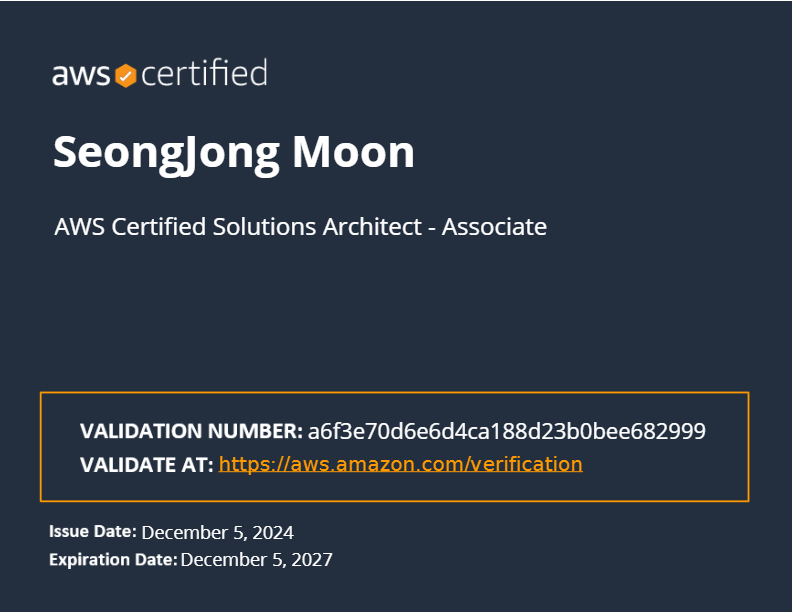 aws certified
SeongJong Moon
AWS Certified Solutions Architect - Associate
VALIDATION NUMBER: a6f3e70d6e6d4ca188d23b0bee682999
VALIDATE AT: https://aws.amazon.com/verification
Issue Date: December 5, 2024
Expiration Date: December 5, 2027